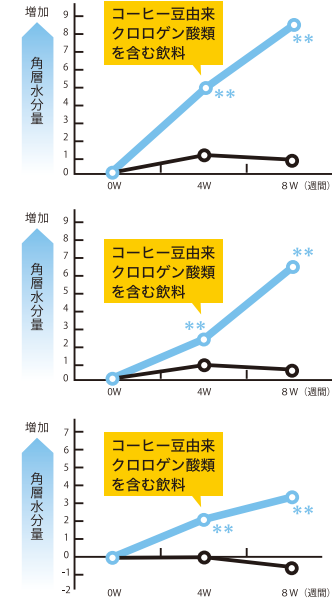 増加
9
8
7
6
5
4
3
2
1
0
角層水分量
コーヒー豆由来
クロロゲン酸類
を含む飲料
**
**
0W
4W
8W(週間)
増加
9
8
7
6
5
4
3
2
1
0
角層水分量
コーヒー豆由来
クロロゲン酸類
を含む飲料
**
**
0W
4W
8W(週間)
増加
7
6
5
4
3
2
1
0
-1
-2
角層水分量
コーヒー豆由来
クロロゲン酸類
を含む飲料
**
**
0W
4W
8W(週間)